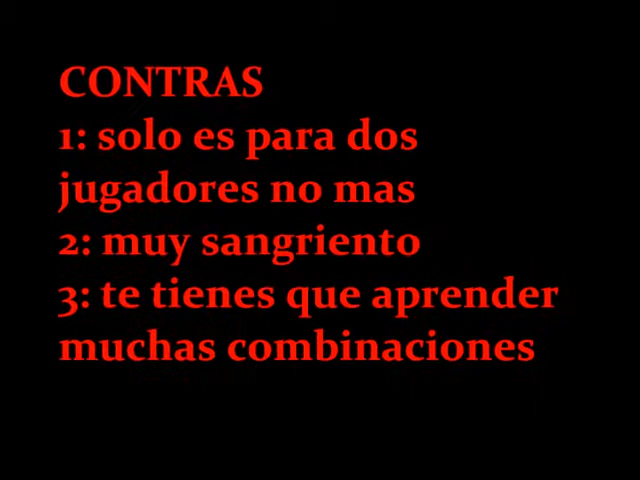 CONTRAS
1: solo es para dos
jugadores no mas
2: muy sangriento
3: te tienes que aprender
muchas combinaciones